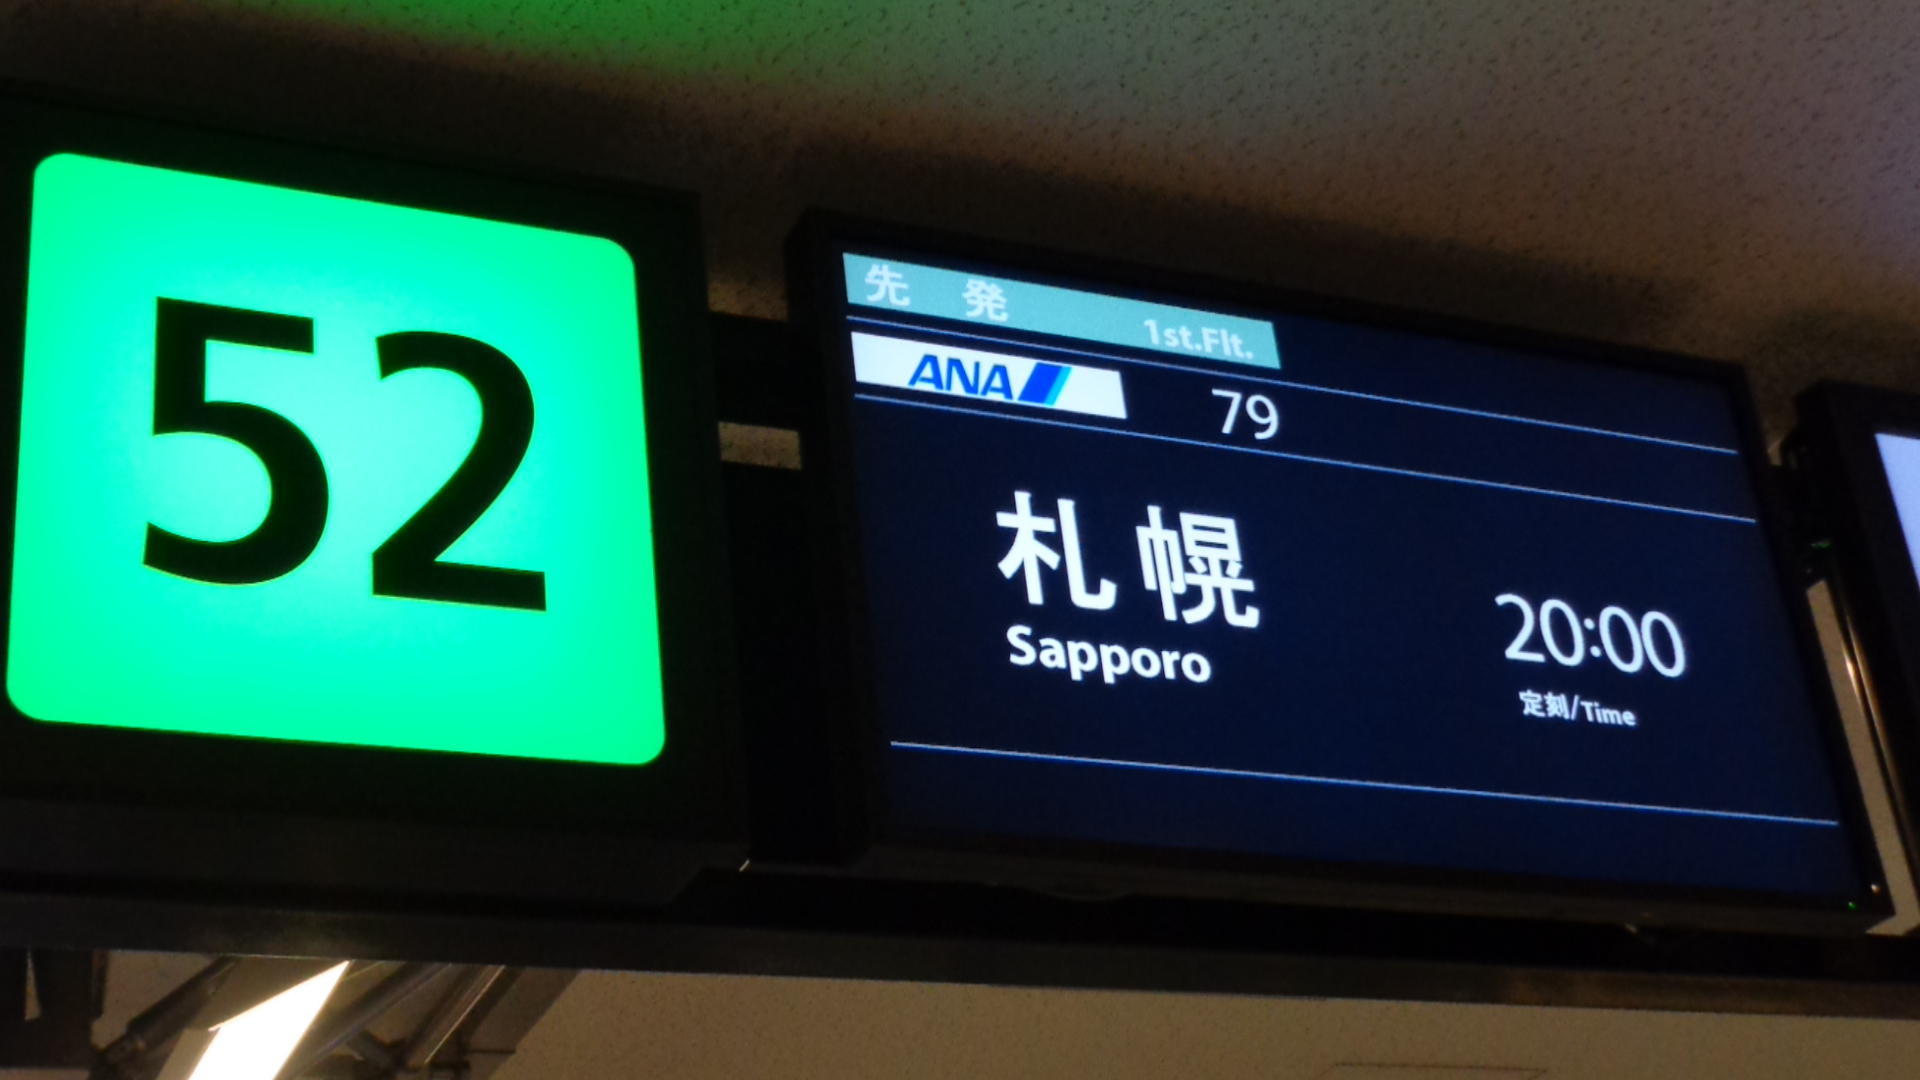 52
先 発 1st.Flt.
ANA 79
札幌
Sapporo
20:00
定刻/Time